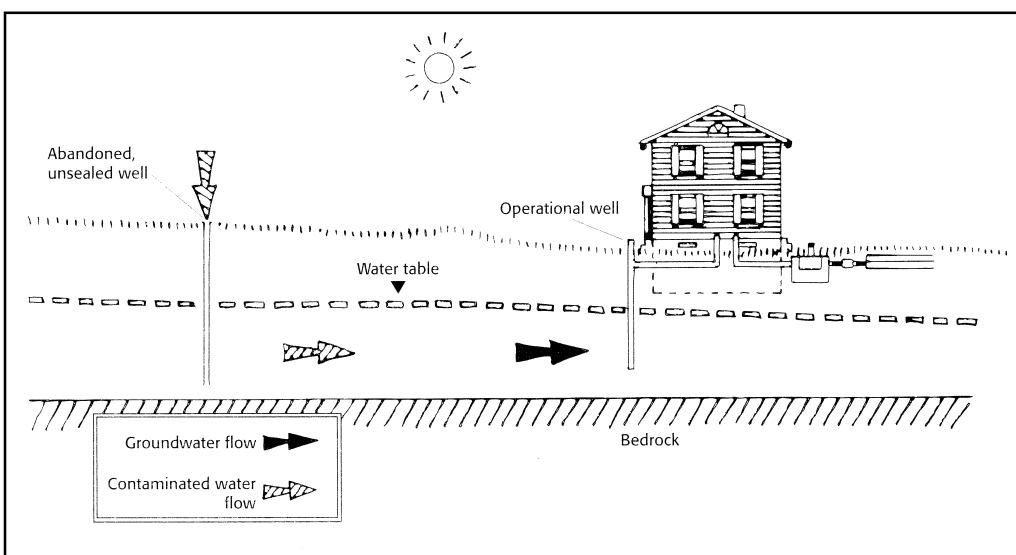 Abandoned,
unsealed well
Operational well
Water table
Bedrock
Groundwater flow
Contaminated water
flow